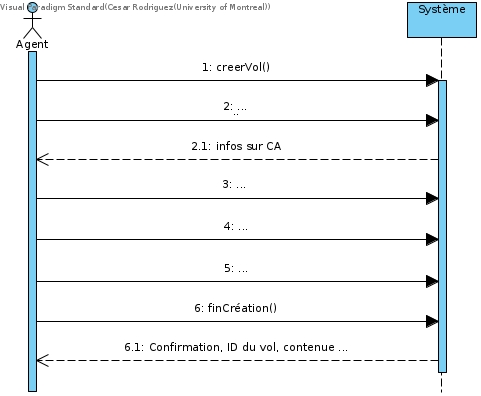 Visual Paradigm Standard(Cesar Rodriguez(University of Montreal))
Système
Agent
1: creerVol()
2: ...
2.1: infos sur CA
3: ...
4: ...
5: ...
6: finCréation()
6.1: Confirmation, ID du vol, contenue ...